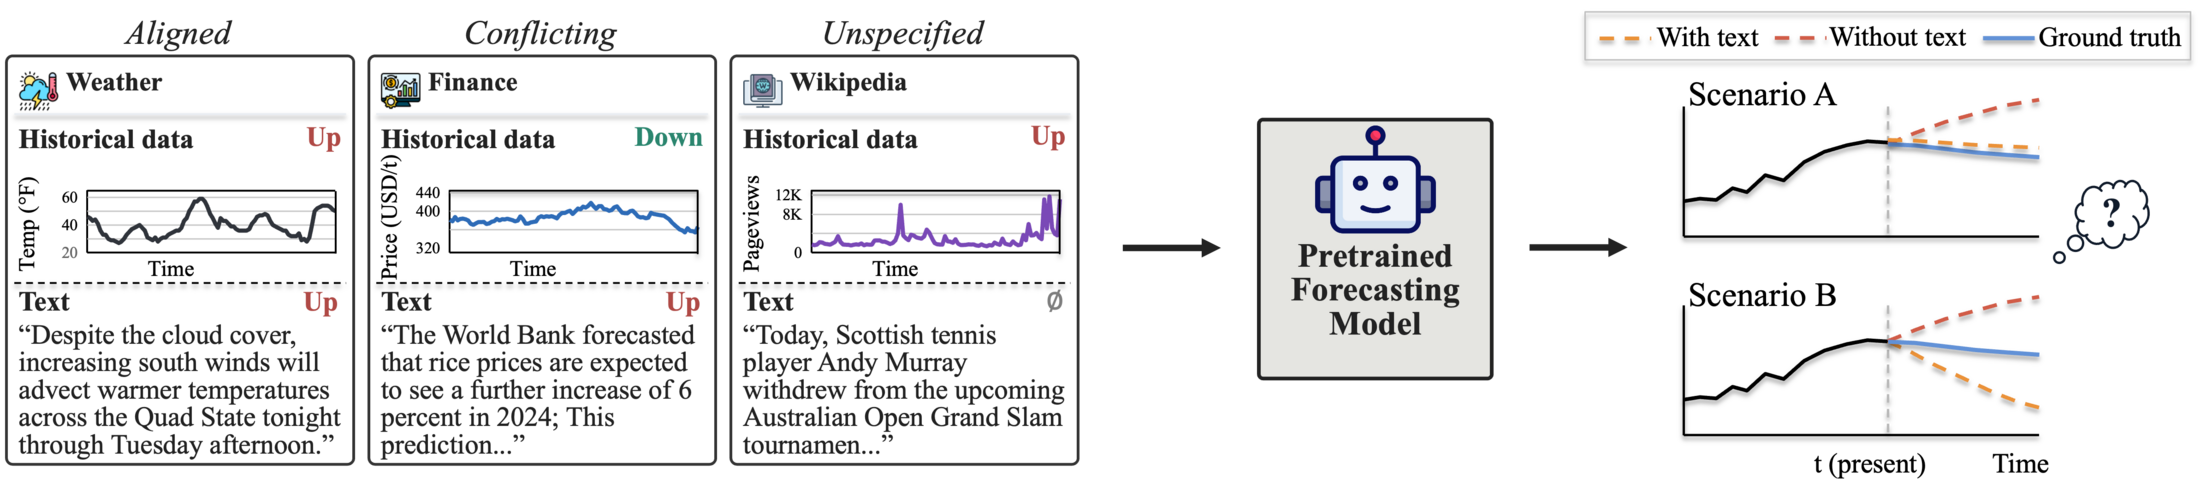 Aligned
Weather
Historical data Up
Temp (°F)
60
40
20
Time
Text Up
“Despite the cloud cover,
increasing south winds will
advect warmer temperatures
across the Quad State tonight
through Tuesday afternoon.”
Conflicting
Finance
Historical data Down
Price (USD/t)
440
400
320
Time
Text Up
“The World Bank forecasted
that rice prices are expected
to see a further increase of 6
percent in 2024; This
prediction...”
Unspecified
Wikipedia
Historical data Up
Pageviews
12K
8K
0
Time
Text Ø
“Today, Scottish tennis
player Andy Murray
withdrew from the upcoming
Australian Open Grand Slam
tournamen...”
Pretrained
Forecasting
Model
With text Without text Ground truth
Scenario A
?
Scenario B
t (present) Time